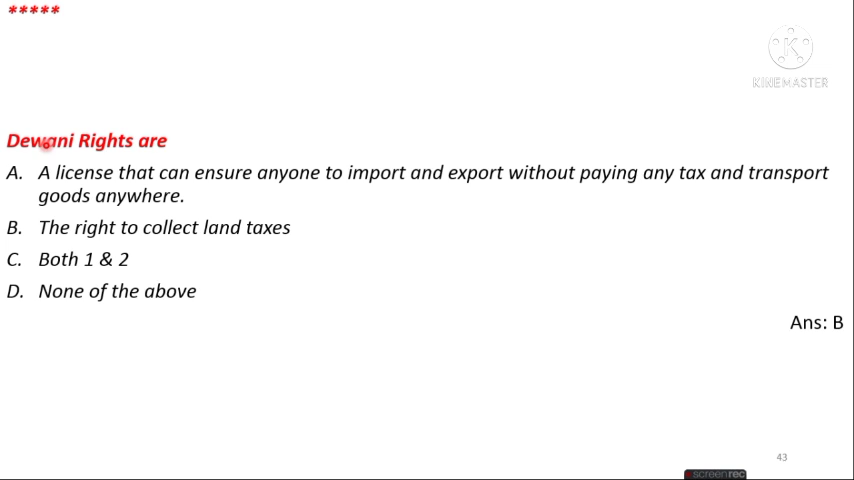 *****
K
KINEMASTER
Dewani Rights are
A. A license that can ensure anyone to import and export without paying any tax and transport
goods anywhere.
B. The right to collect land taxes
C. Both 1 & 2
D. None of the above
Ans: B
43
screenrec